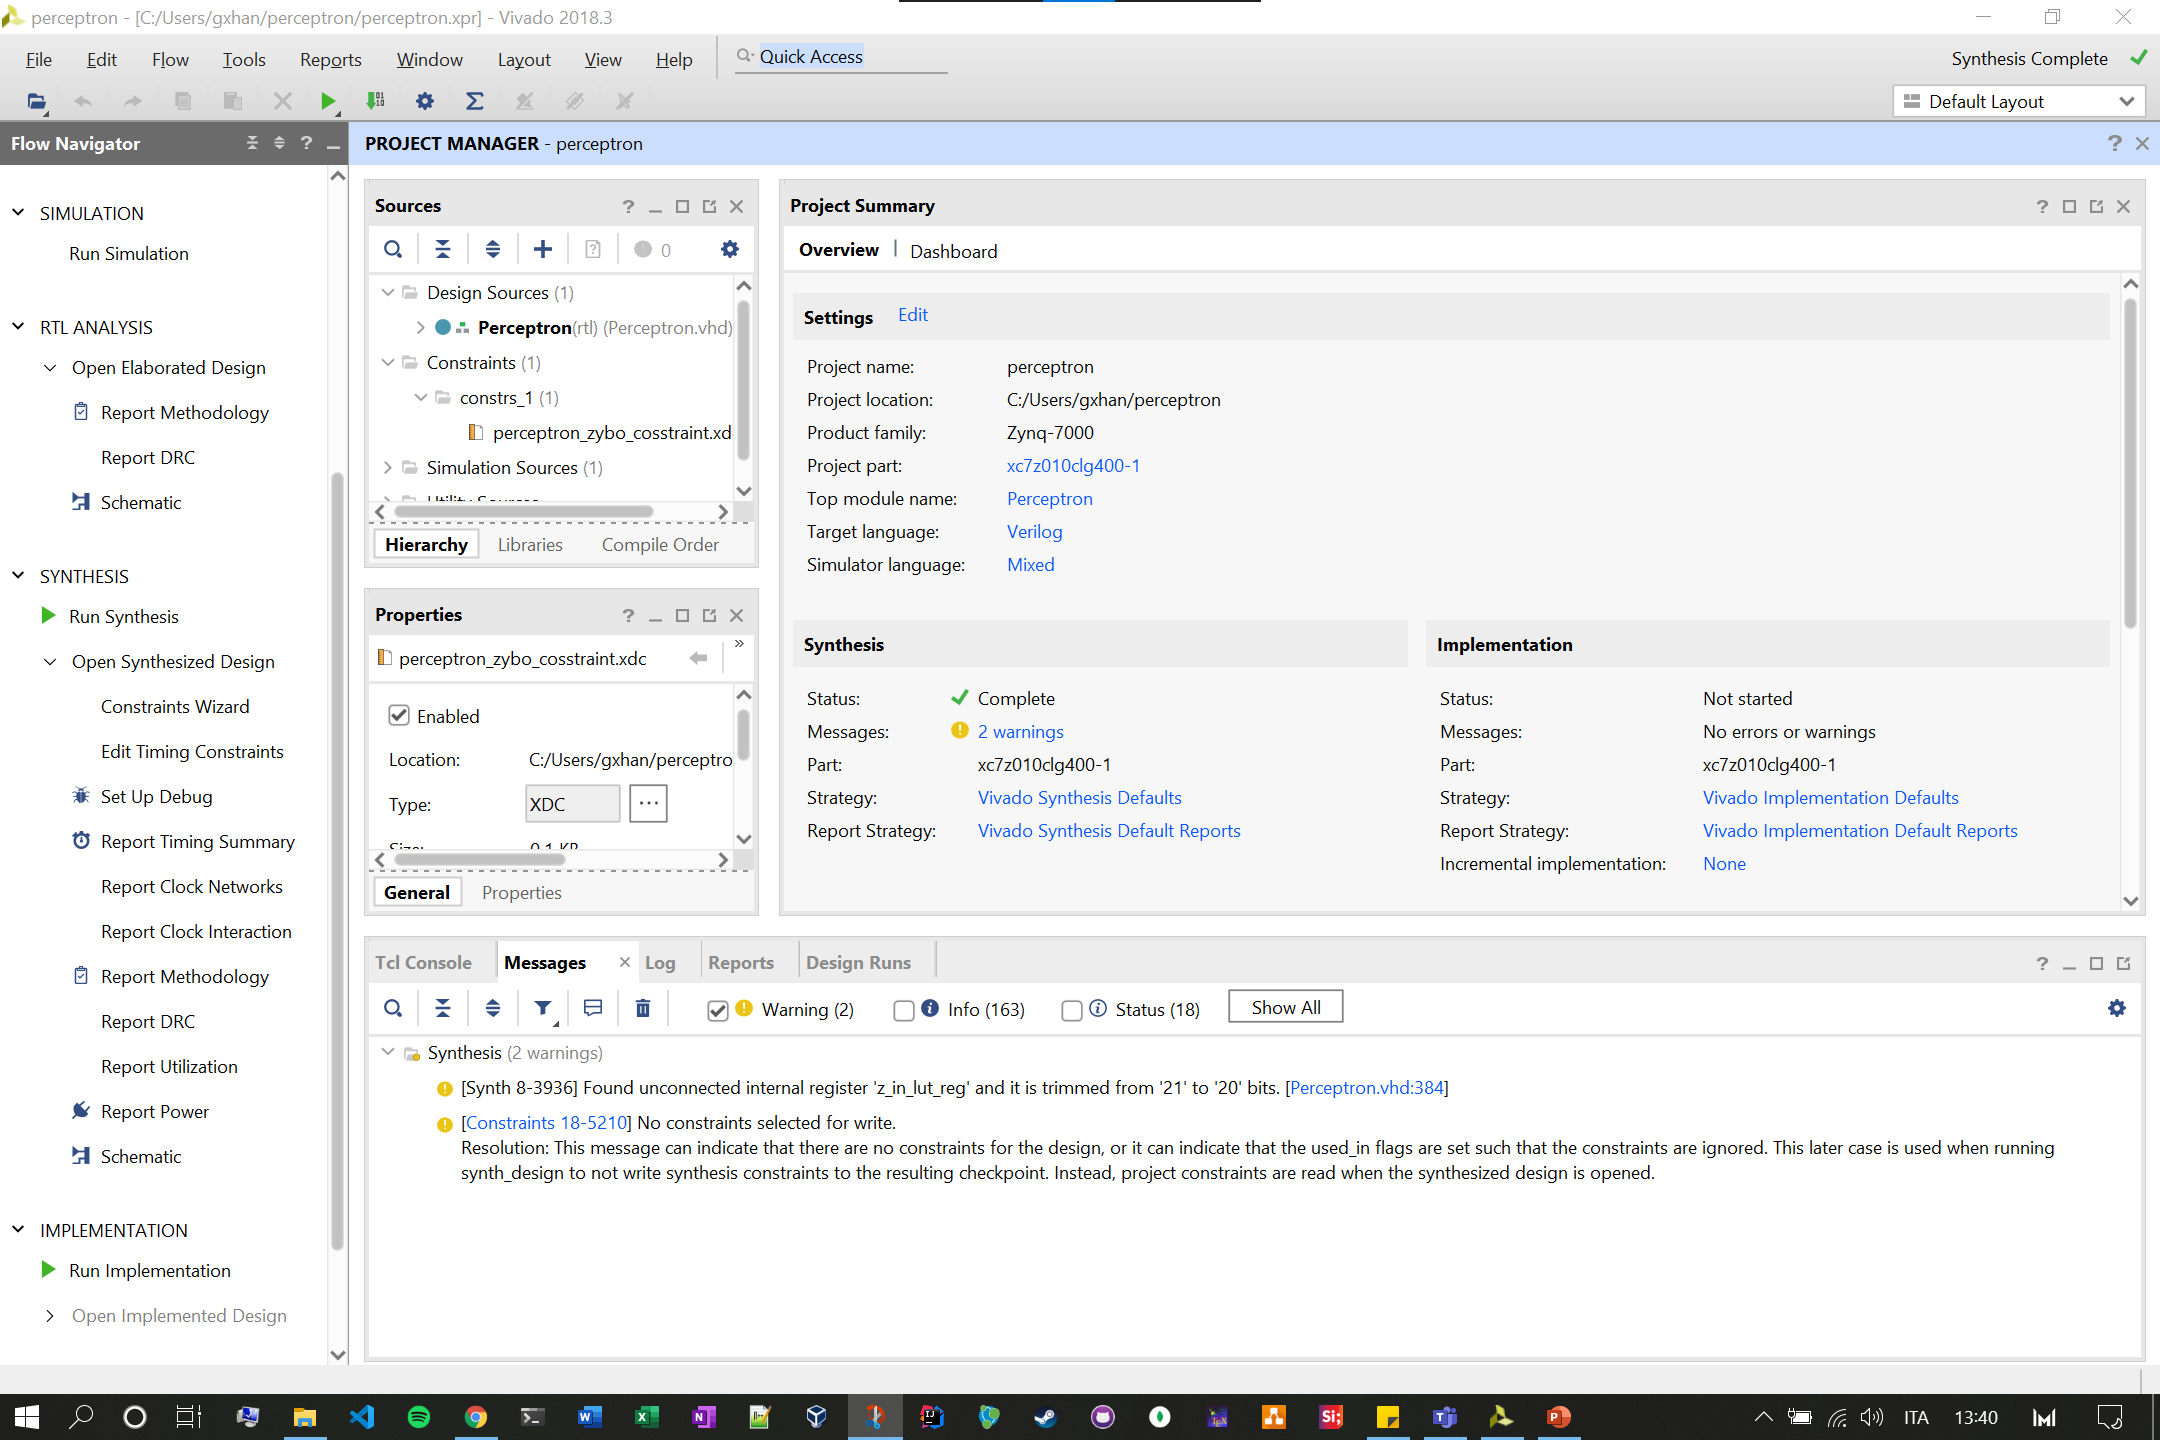 perceptron - [C:/Users/gxhan/perceptron/perceptron.xpr] - Vivado 2018.3
File Edit Flow Tools Reports Window Layout View Help Quick Access Synthesis Complete
Default Layout
Flow Navigator
PROJECT MANAGER - perceptron
SIMULATION
Run Simulation
RTL ANALYSIS
Open Elaborated Design
Report Methodology
Report DRC
Schematic
SYNTHESIS
Run Synthesis
Open Synthesized Design
Constraints Wizard
Edit Timing Constraints
Set Up Debug
Report Timing Summary
Report Clock Networks
Report Clock Interaction
Report Methodology
Report DRC
Report Utilization
Report Power
Schematic
IMPLEMENTATION
Run Implementation
Open Implemented Design
Sources
0
Design Sources (1)
Perceptron(rtl) (Perceptron.vhd)
Constraints (1)
constrs_1 (1)
perceptron_zybo_cosstraint.xd
Simulation Sources (1)
Utility Sources
Hierarchy Libraries Compile Order
Properties
perceptron_zybo_cosstraint.xdc
Enabled
Location: C:/Users/gxhan/perceptro
Type: XDC ...
Size: 0.1 KB
General Properties
Project Summary
Overview | Dashboard
Settings Edit
Project name: perceptron
Project location: C:/Users/gxhan/perceptron
Product family: Zynq-7000
Project part: xc7z010clg400-1
Top module name: Perceptron
Target language: Verilog
Simulator language: Mixed
Synthesis
Status: Complete
Messages: 2 warnings
Part: xc7z010clg400-1
Strategy: Vivado Synthesis Defaults
Report Strategy: Vivado Synthesis Default Reports
Implementation
Status: Not started
Messages: No errors or warnings
Part: xc7z010clg400-1
Strategy: Vivado Implementation Defaults
Report Strategy: Vivado Implementation Default Reports
Incremental implementation: None
Tcl Console Messages Log Reports Design Runs
Warning (2) Info (163) Status (18) Show All
Synthesis (2 warnings)
[Synth 8-3936] Found unconnected internal register 'z_in_lut_reg' and it is trimmed from '21' to '20' bits. [Perceptron.vhd:384]
[Constraints 18-5210] No constraints selected for write.
Resolution: This message can indicate that there are no constraints for the design, or it can indicate that the used_in flags are set such that the constraints are ignored. This later case is used when running
synth_design to not write synthesis constraints to the resulting checkpoint. Instead, project constraints are read when the synthesized design is opened.
ITA 13:40